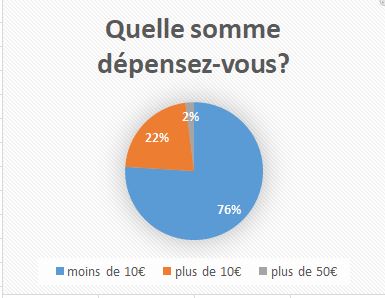 Quelle somme
dépensez-vous?
2%
22%
76%
moins de 10€ plus de 10€ plus de 50€